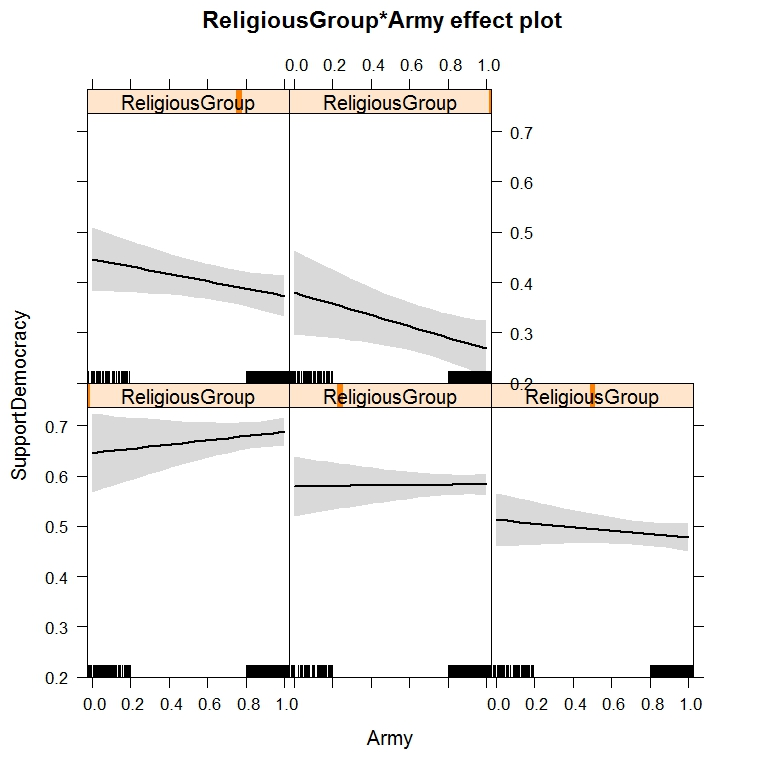 ReligiousGroup*Army effect plot
0.0 0.2 0.4 0.6 0.8 1.0
ReligiousGroup ReligiousGroup
0.7
0.6
0.5
0.4
0.3
0.2
SupportDemocracy
ReligiousGroup ReligiousGroup ReligiousGroup
0.7
0.6
0.5
0.4
0.3
0.2
0.0 0.2 0.4 0.6 0.8 1.0 0.0 0.2 0.4 0.6 0.8 1.0
Army